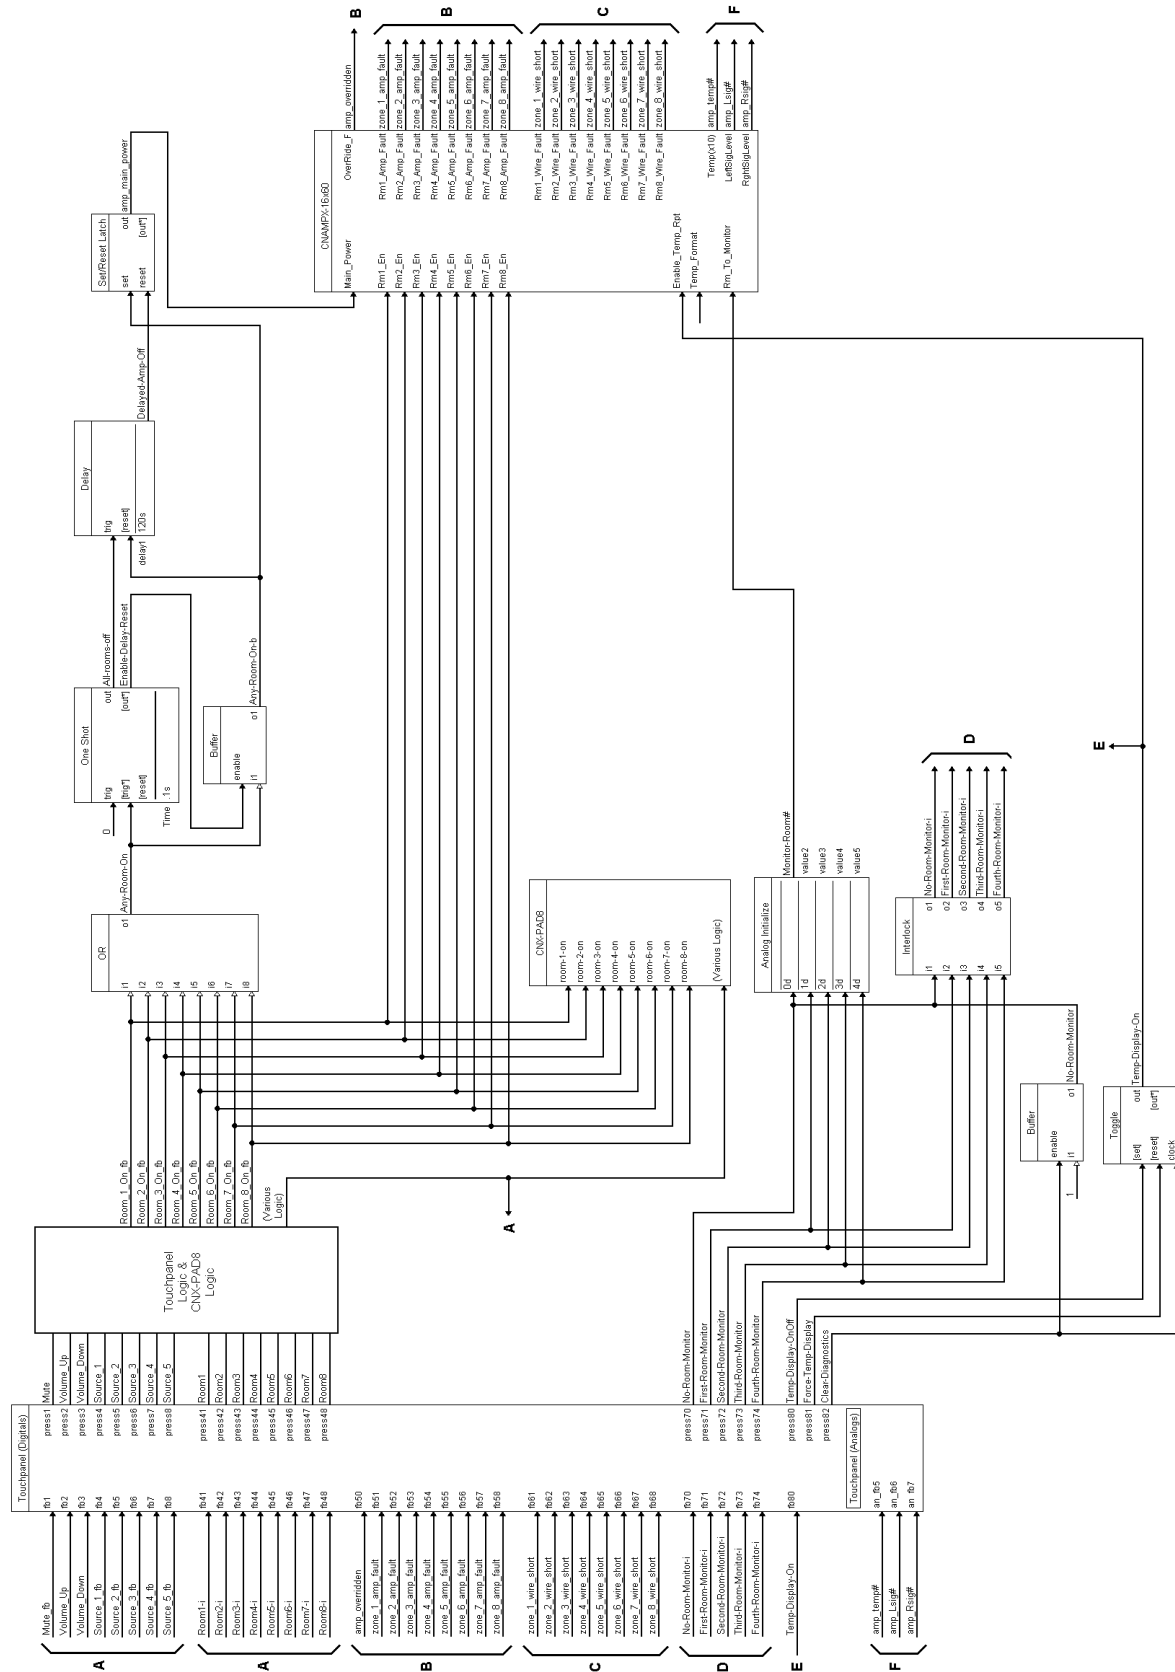 A
Mute_fb
Volume_Up
Volume_Down
Source_1_fb
Source_2_fb
Source_3_fb
Source_4_fb
Source_5_fb
A
Room1-i
Room2-i
Room3-i
Room4-i
Room5-i
Room6-i
Room7-i
Room8-i
B
amp_overridden
zone_1_amp_fault
zone_2_amp_fault
zone_3_amp_fault
zone_4_amp_fault
zone_5_amp_fault
zone_6_amp_fault
zone_7_amp_fault
zone_8_amp_fault
C
zone_1_wire_short
zone_2_wire_short
zone_3_wire_short
zone_4_wire_short
zone_5_wire_short
zone_6_wire_short
zone_7_wire_short
zone_8_wire_short
D
No-Room-Monitor-i
First-Room-Monitor-i
Second-Room-Monitor-i
Third-Room-Monitor-i
Fourth-Room-Monitor-i
E
Temp-Display-On
F
amp_temp#
amp_Lsig#
amp_Rsig#
Touchpanel (Digitals)
fb1 press1 Mute
fb2 press2 Volume_Up
fb3 press3 Volume_Down
fb4 press4 Source_1
fb5 press5 Source_2
fb6 press6 Source_3
fb7 press7 Source_4
fb8 press8 Source_5
fb41 press41 Room1
fb42 press42 Room2
fb43 press43 Room3
fb44 press44 Room4
fb45 press45 Room5
fb46 press46 Room6
fb47 press47 Room7
fb48 press48 Room8
fb50
fb51
fb52
fb53
fb54
fb55
fb56
fb57
fb58
fb61
fb62
fb63
fb64
fb65
fb66
fb67
fb68
fb70 press70 No-Room-Monitor
fb71 press71 First-Room-Monitor
fb72 press72 Second-Room-Monitor
fb73 press73 Third-Room-Monitor
fb74 press74 Fourth-Room-Monitor
fb80 press80 Temp-Display-OnOff
press81 Force-Temp-Display
press82 Clear-Diagnostics
Touchpanel (Analogs)
an_fb5
an_fb6
an_fb7
Touchpanel
Logic &
CNX-PAD8
Logic
Room_1_On_fb
Room_2_On_fb
Room_3_On_fb
Room_4_On_fb
Room_5_On_fb
Room_6_On_fb
Room_7_On_fb
Room_8_On_fb
(Various
Logic)
A
OR
i1 o1 Any-Room-On
i2
i3
i4
i5
i6
i7
i8
CNX-PAD8
room-1-on
room-2-on
room-3-on
room-4-on
room-5-on
room-6-on
room-7-on
room-8-on
(Various Logic)
One Shot
0 trig out All-rooms-off
[trig*] [out*] Enable-Delay-Reset
[reset]
Time .1s
Buffer
enable
i1 o1 Any-Room-On-b
Delay
trig
[reset] Delayed-Amp-Off
delay1 120s
Set/Reset Latch
set out amp_main_power
reset [out*]
Analog Initialize
0d Monitor-Room#
1d value2
2d value3
3d value4
4d value5
Interlock
i1 o1 No-Room-Monitor-i
i2 o2 First-Room-Monitor-i
i3 o3 Second-Room-Monitor-i
i4 o4 Third-Room-Monitor-i
i5 o5 Fourth-Room-Monitor-i
D
Buffer
enable
1 i1 o1 No-Room-Monitor
Toggle
[set] out Temp-Display-On
[reset] [out*]
clock
E
CNAMPX-16x60
Main_Power OverRide_F amp_overridden
B
Rm1_En Rm1_Amp_Fault zone_1_amp_fault
Rm2_En Rm2_Amp_Fault zone_2_amp_fault
Rm3_En Rm3_Amp_Fault zone_3_amp_fault
Rm4_En Rm4_Amp_Fault zone_4_amp_fault
Rm5_En Rm5_Amp_Fault zone_5_amp_fault
Rm6_En Rm6_Amp_Fault zone_6_amp_fault
Rm7_En Rm7_Amp_Fault zone_7_amp_fault
Rm8_En Rm8_Amp_Fault zone_8_amp_fault
B
Rm1_Wire_Fault zone_1_wire_short
Rm2_Wire_Fault zone_2_wire_short
Rm3_Wire_Fault zone_3_wire_short
Rm4_Wire_Fault zone_4_wire_short
Rm5_Wire_Fault zone_5_wire_short
Rm6_Wire_Fault zone_6_wire_short
Rm7_Wire_Fault zone_7_wire_short
Rm8_Wire_Fault zone_8_wire_short
C
Enable_Temp_Rpt
Temp_Format
Rm_To_Monitor
Temp(x10) amp_temp#
LeftSigLevel amp_Lsig#
RghtSigLevel amp_Rsig#
F